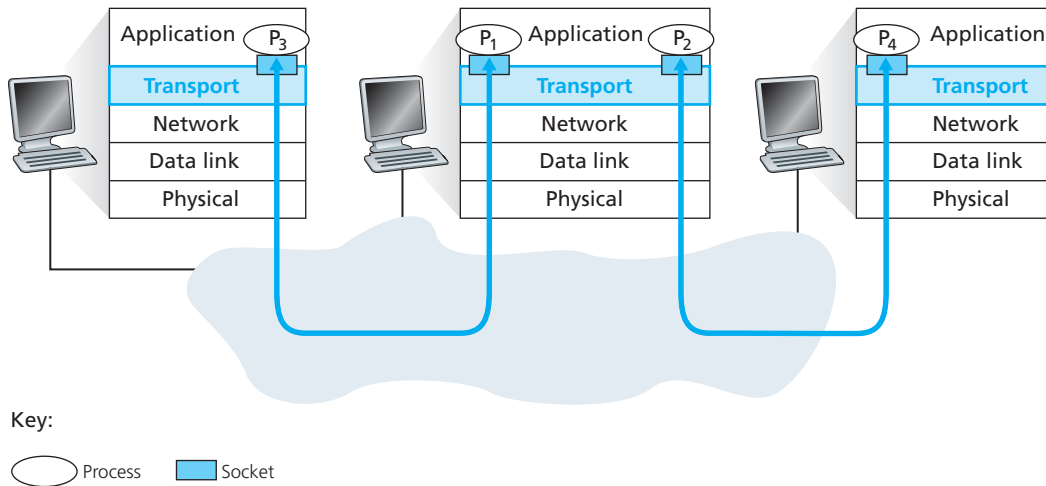 Application P3
Transport
Network
Data link
Physical
P1 Application P2
Transport
Network
Data link
Physical
P4 Application
Transport
Network
Data link
Physical
Key:
Process Socket